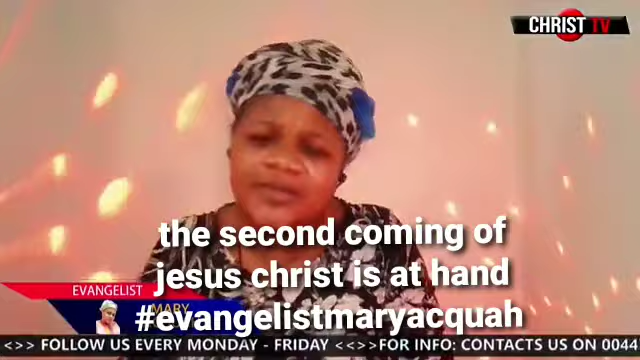 CHRIST TV
the second coming of
jesus christ is at hand
EVANGELIST
MARY
#evangelistmaryacquah
<>> FOLLOW US EVERY MONDAY - FRIDAY <<>>FOR INFO: CONTACTS US ON 0044